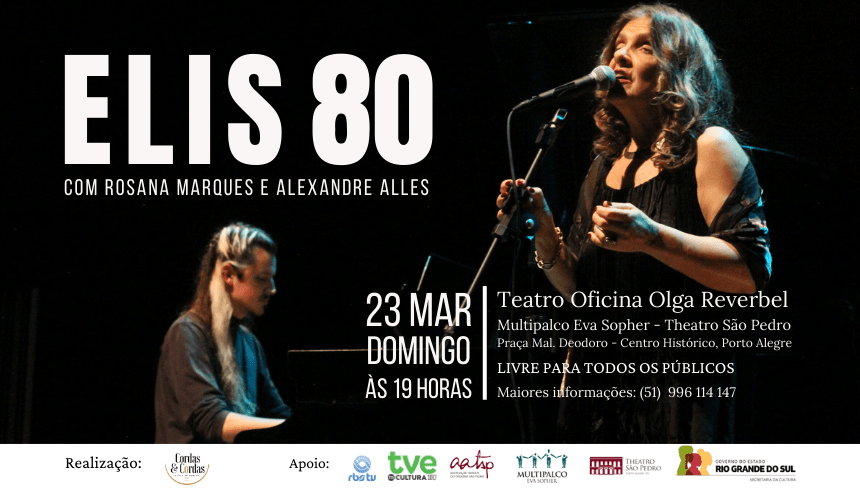 ELIS 80
COM ROSANA MARQUES E ALEXANDRE ALLES
23 MAR
DOMINGO
ÀS 19 HORAS
Teatro Oficina Olga Reverbel
Multipalco Eva Sopher - Theatro São Pedro
Praça Mal. Deodoro - Centro Histórico, Porto Alegre
LIVRE PARA TODOS OS PÚBLICOS
Maiores informações: (51) 996 114 147
Realização:
Cordas
& Cordas
Apoio:
rbs tv
tve
CULTURA
aatsp
MULTIPALCO
EVA SOPHER
THEATRO
SÃO PEDRO
GOVERNO DO ESTADO
RIO GRANDE DO SUL
SECRETARIA DA CULTURA